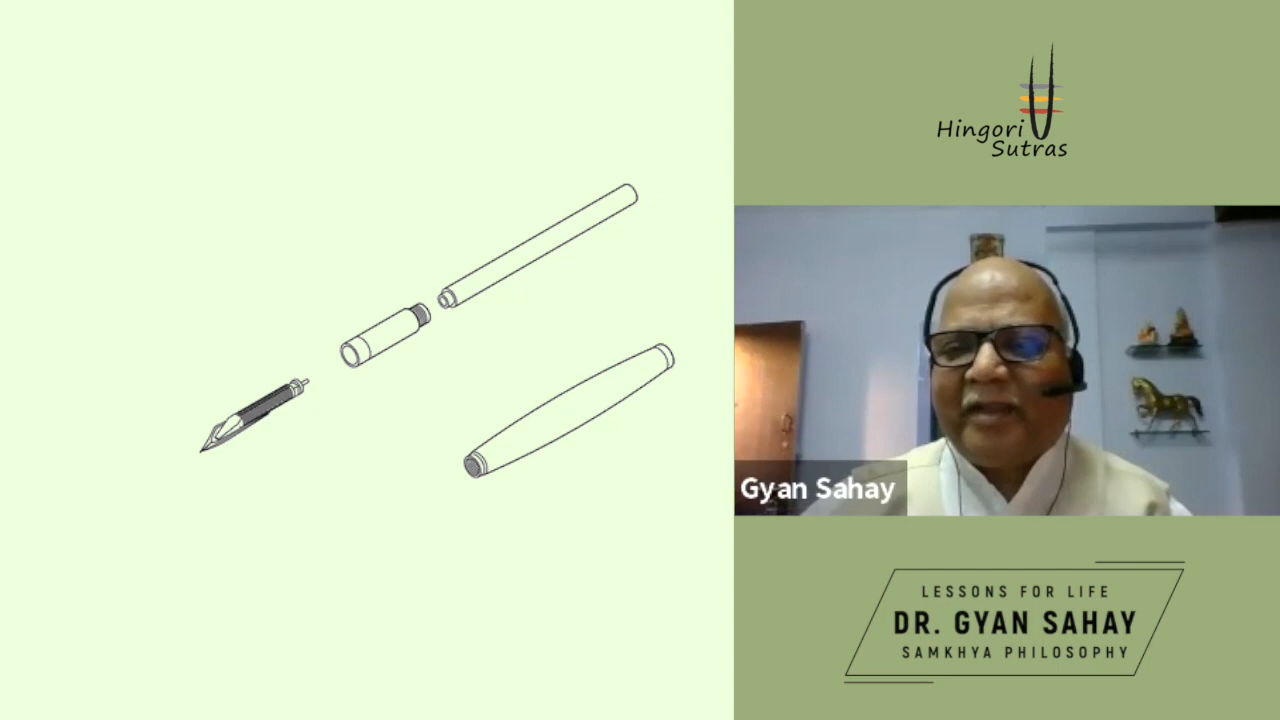 Hingori
Sutras
Gyan Sahay
LESSONS FOR LIFE
DR. GYAN SAHAY
SAMKHYA PHILOSOPHY